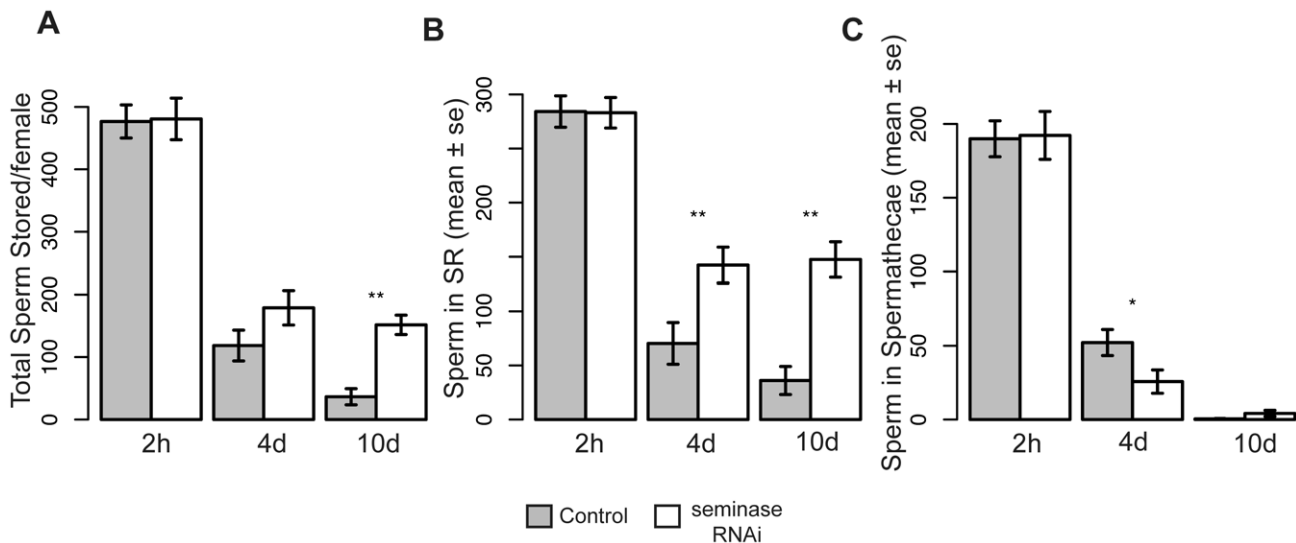 A
Total Sperm Stored/female
500
400
300
200
100
0
**
2h
4d
10d
B
Sperm in SR (mean ± se)
300
200
100
50
0
**
**
2h
4d
10d
C
Sperm in Spermathecae (mean ± se)
200
150
100
50
0
*
2h
4d
10d
Control
seminase
RNAi